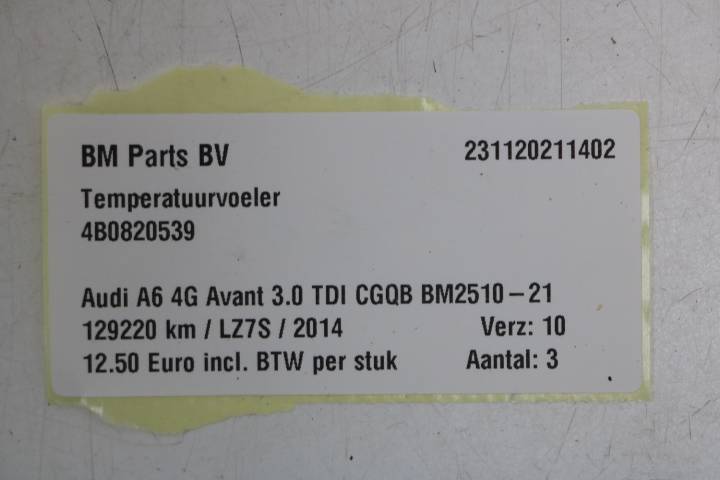 BM Parts BV 231120211402
Temperatuurvoeler
4B0820539
Audi A6 4G Avant 3.0 TDI CGQB BM2510-21
129220 km / LZ7S / 2014 Verz: 10
12.50 Euro incl. BTW per stuk Aantal: 3